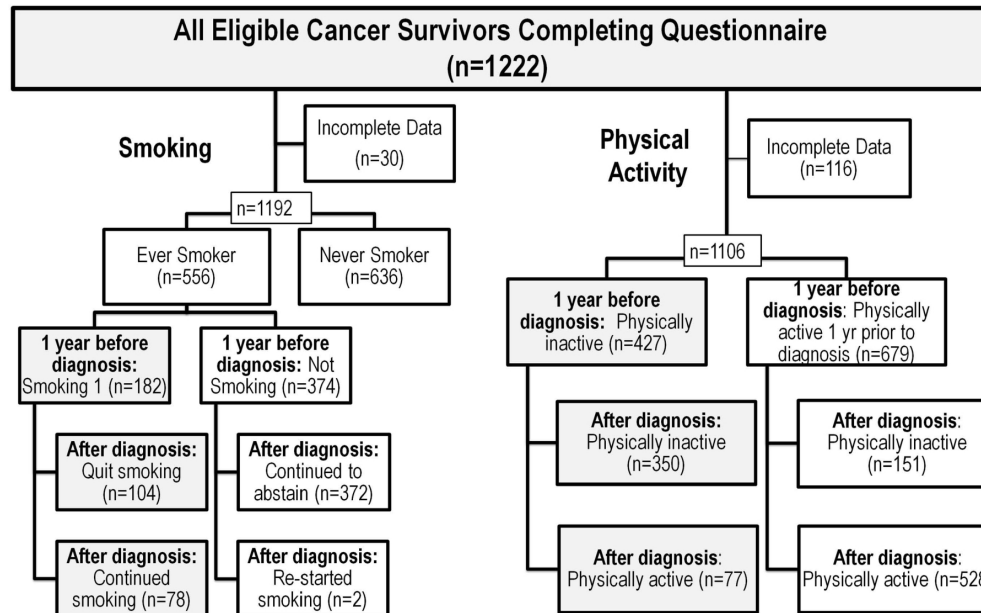 All Eligible Cancer Survivors Completing Questionnaire
(n=1222)
Smoking
Incomplete Data
(n=30)
n=1192
Ever Smoker
(n=556)
Never Smoker
(n=636)
1 year before
diagnosis:
Smoking 1 (n=182)
1 year before
diagnosis: Not
Smoking (n=374)
After diagnosis:
Quit smoking
(n=104)
After diagnosis:
Continued to
abstain (n=372)
After diagnosis:
Continued
smoking (n=78)
After diagnosis:
Re-started
smoking (n=2)
Physical
Activity
Incomplete Data
(n=116)
n=1106
1 year before
diagnosis: Physically
inactive (n=427)
1 year before
diagnosis: Physically
active 1 yr prior to
diagnosis (n=679)
After diagnosis:
Physically inactive
(n=350)
After diagnosis:
Physically inactive
(n=151)
After diagnosis:
Physically active (n=77)
After diagnosis:
Physically active (n=528